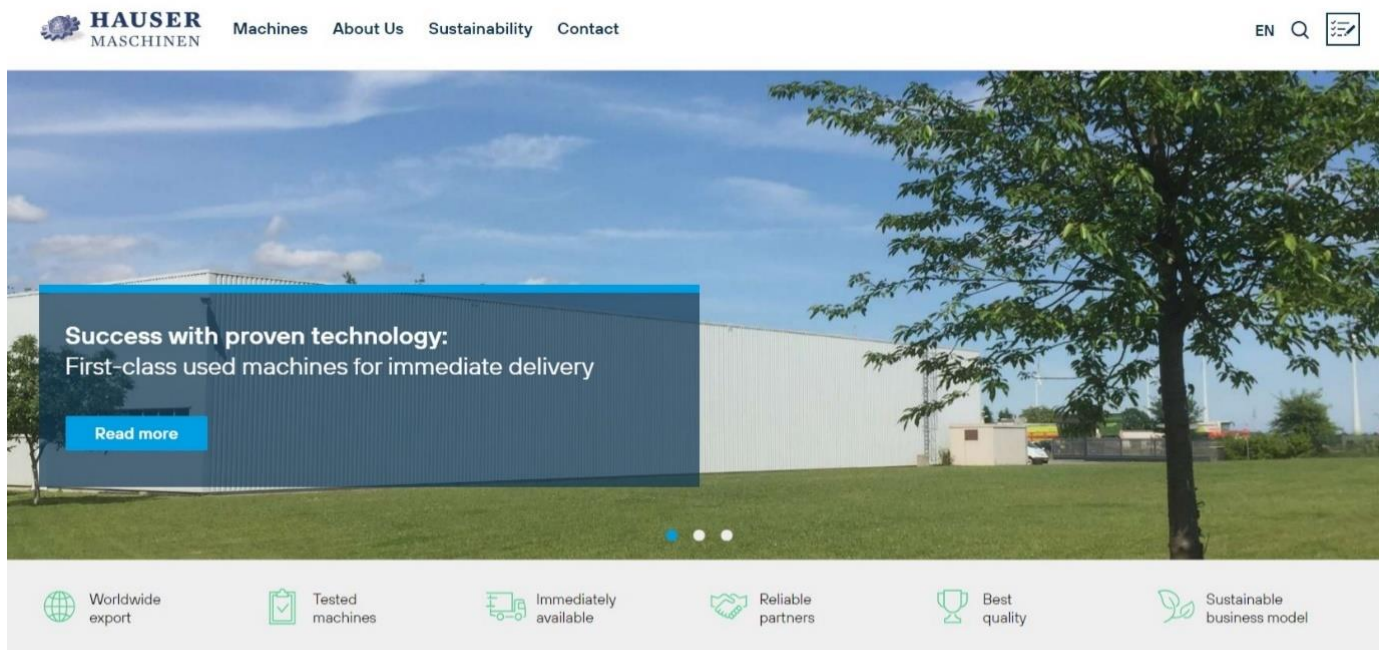 HAUSER
MASCHINEN
Machines About Us Sustainability Contact
EN
Success with proven technology:
First-class used machines for immediate delivery
Read more
Worldwide
export
Tested
machines
Immediately
available
Reliable
partners
Best
quality
Sustainable
business model